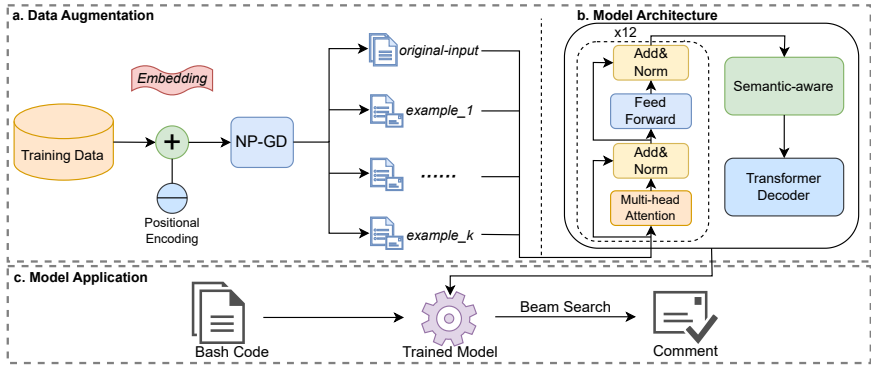 a. Data Augmentation
Embedding
Training Data
+
NP-GD
Positional
Encoding
original-input
example_1
......
example_k
b. Model Architecture
x12
Add&
Norm
Feed
Forward
Add&
Norm
Multi-head
Attention
Semantic-aware
Transformer
Decoder
c. Model Application
Bash Code
Trained Model
Beam Search
Comment